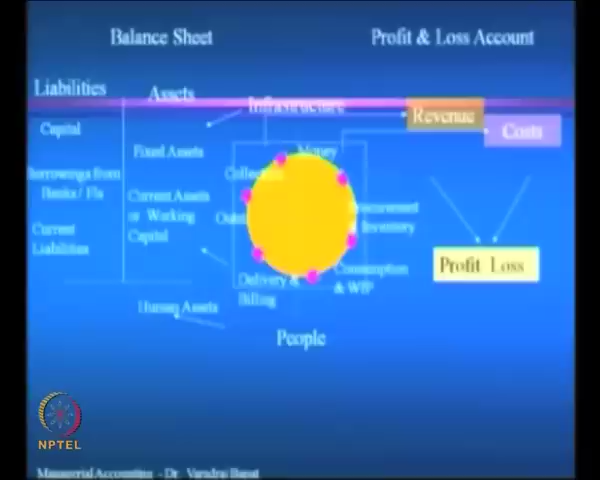 Balance Sheet
Profit & Loss Account
Liabilities
Assets
Infrastructure
Revenue
Costs
Capital
Fixed Assets
Money
Borrowings from
Banks / FIs
Current Assets
or Working
Capital
Current
Liabilities
Inventory
Profit Loss
Consumption
& WIP
Delivery &
Billing
Human Assets
People
NPTEL
Managerial Accounting - Dr. Varadraj Bapat